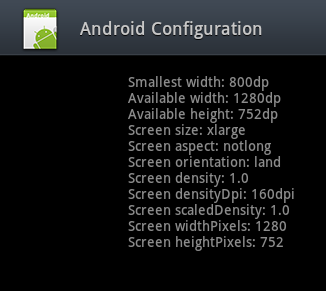 Android
Android Configuration
Smallest width: 800dp
Available width: 1280dp
Available height: 752dp
Screen size: xlarge
Screen aspect: notlong
Screen orientation: land
Screen density: 1.0
Screen densityDpi: 160dpi
Screen scaledDensity: 1.0
Screen widthPixels: 1280
Screen heightPixels: 752